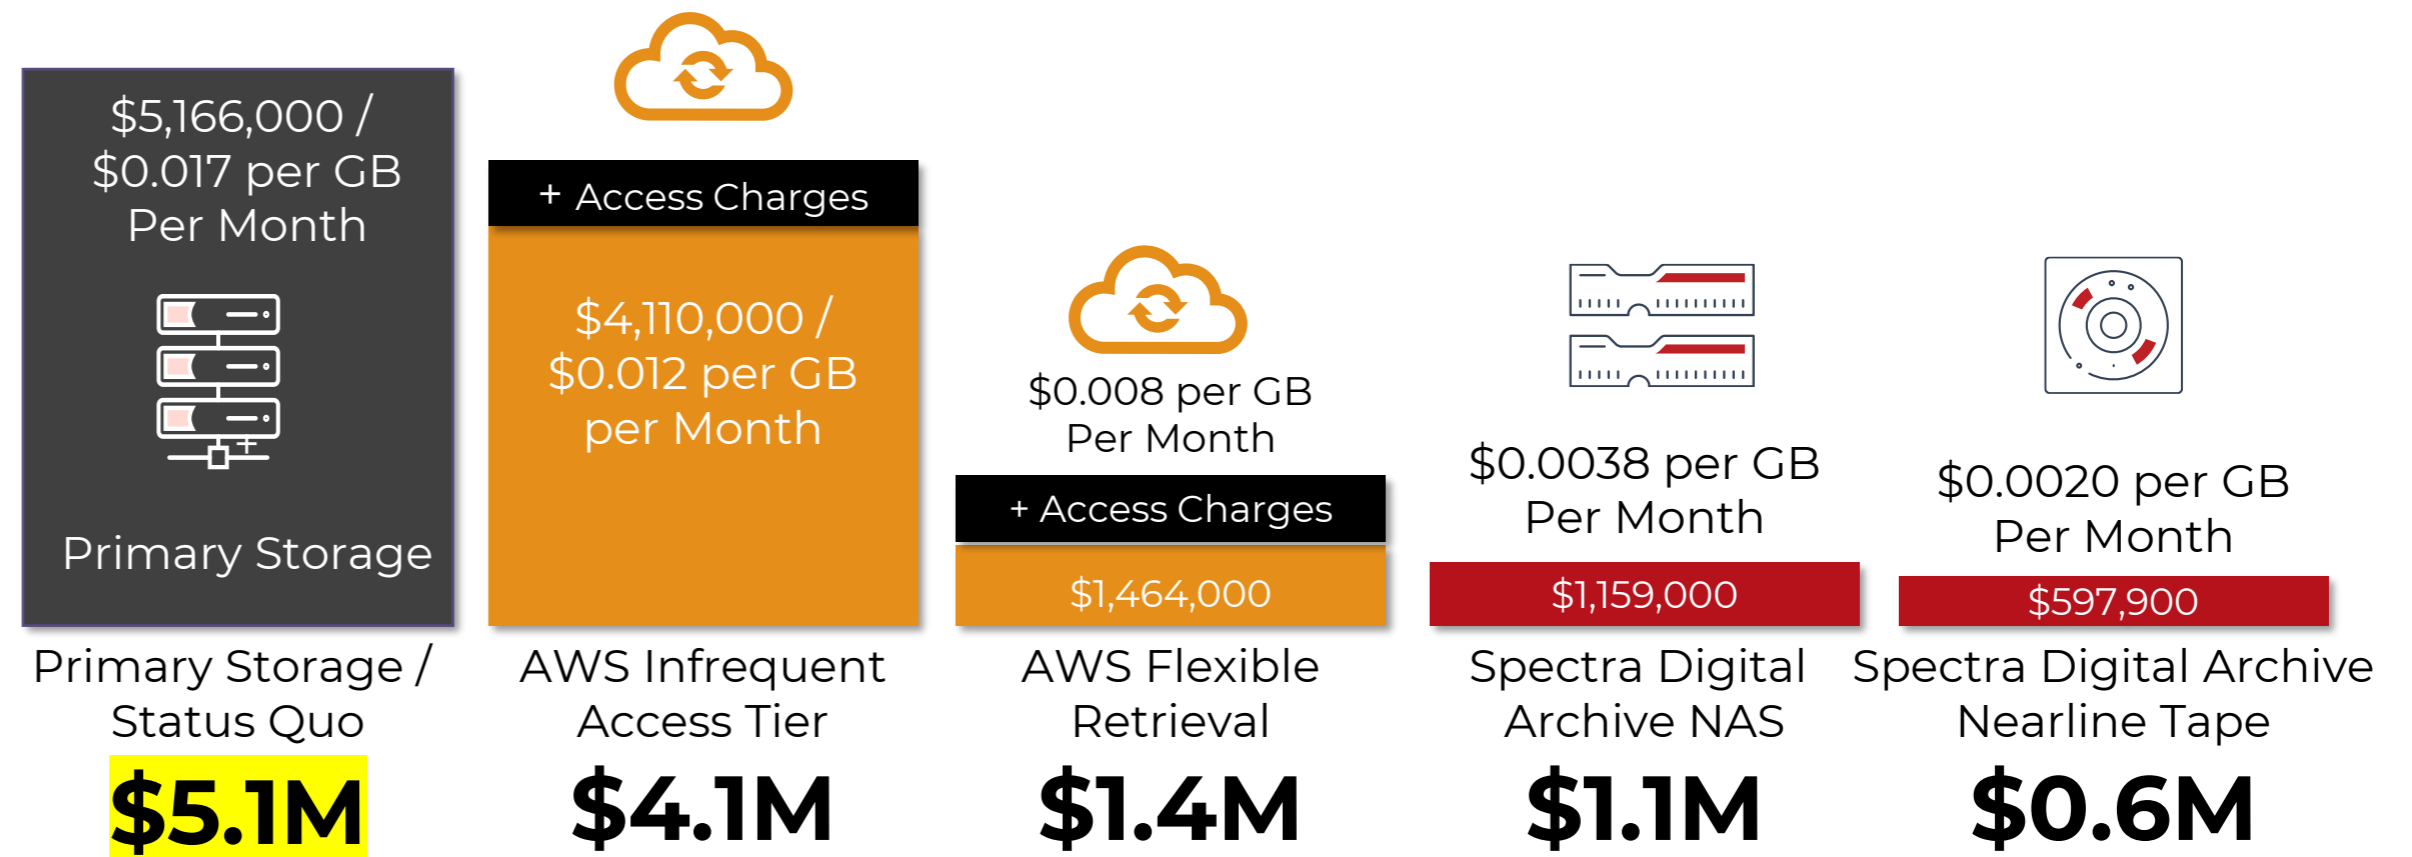 $5,166,000 /
$0.017 per GB
Per Month
Primary Storage
Primary Storage /
Status Quo
$5.1M
+ Access Charges
$4,110,000 /
$0.012 per GB
per Month
AWS Infrequent
Access Tier
$4.1M
$0.008 per GB
Per Month
+ Access Charges
$1,464,000
AWS Flexible
Retrieval
$1.4M
$0.0038 per GB
Per Month
$1,159,000
Spectra Digital
Archive NAS
$1.1M
$0.0020 per GB
Per Month
$597,900
Spectra Digital Archive
Nearline Tape
$0.6M